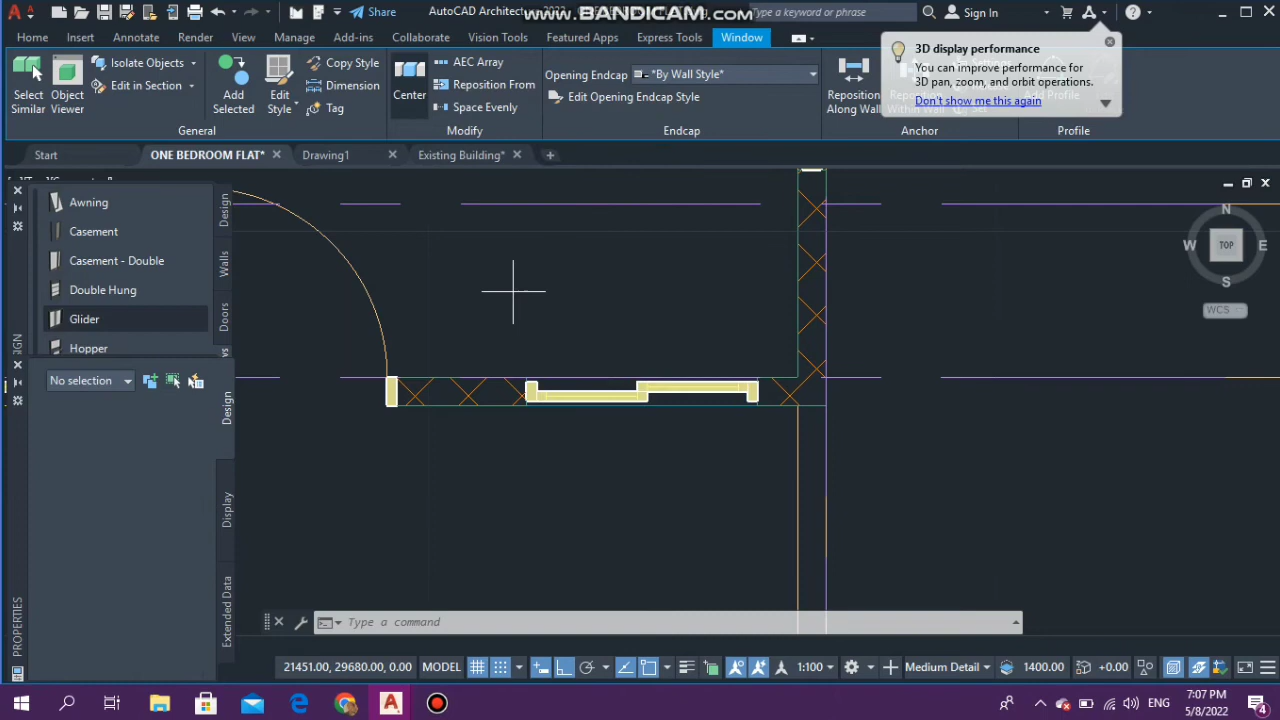 Share
AutoCAD Architecture 2022
www.BANDICAM.com
Type a keyword or phrase
Sign In
Home Insert Annotate Render View Manage Add-ins Collaborate Vision Tools Featured Apps Express Tools Window
Select Similar
Object Viewer
Isolate Objects
Edit in Section
General
Add Selected
Edit Style
Copy Style
Dimension
Tag
Center
AEC Array
Reposition From
Space Evenly
Modify
Opening Endcap *By Wall Style*
Edit Opening Endcap Style
Endcap
Reposition Along Wall
Anchor
Add Profile
Profile
3D display performance
You can improve performance for
3D pan, zoom, and orbit operations.
Don't show me this again
Start ONE BEDROOM FLAT* Drawing1 Existing Building*
Awning
Casement
Casement - Double
Double Hung
Glider
Hopper
Design
Walls
Doors
DESIGN
No selection
Design
Display
Extended Data
PROPERTIES
N
W TOP E
S
WCS
Type a command
21451.00, 29680.00, 0.00 MODEL 1:100 Medium Detail 1400.00 +0.00
ENG
7:07 PM
5/8/2022
4